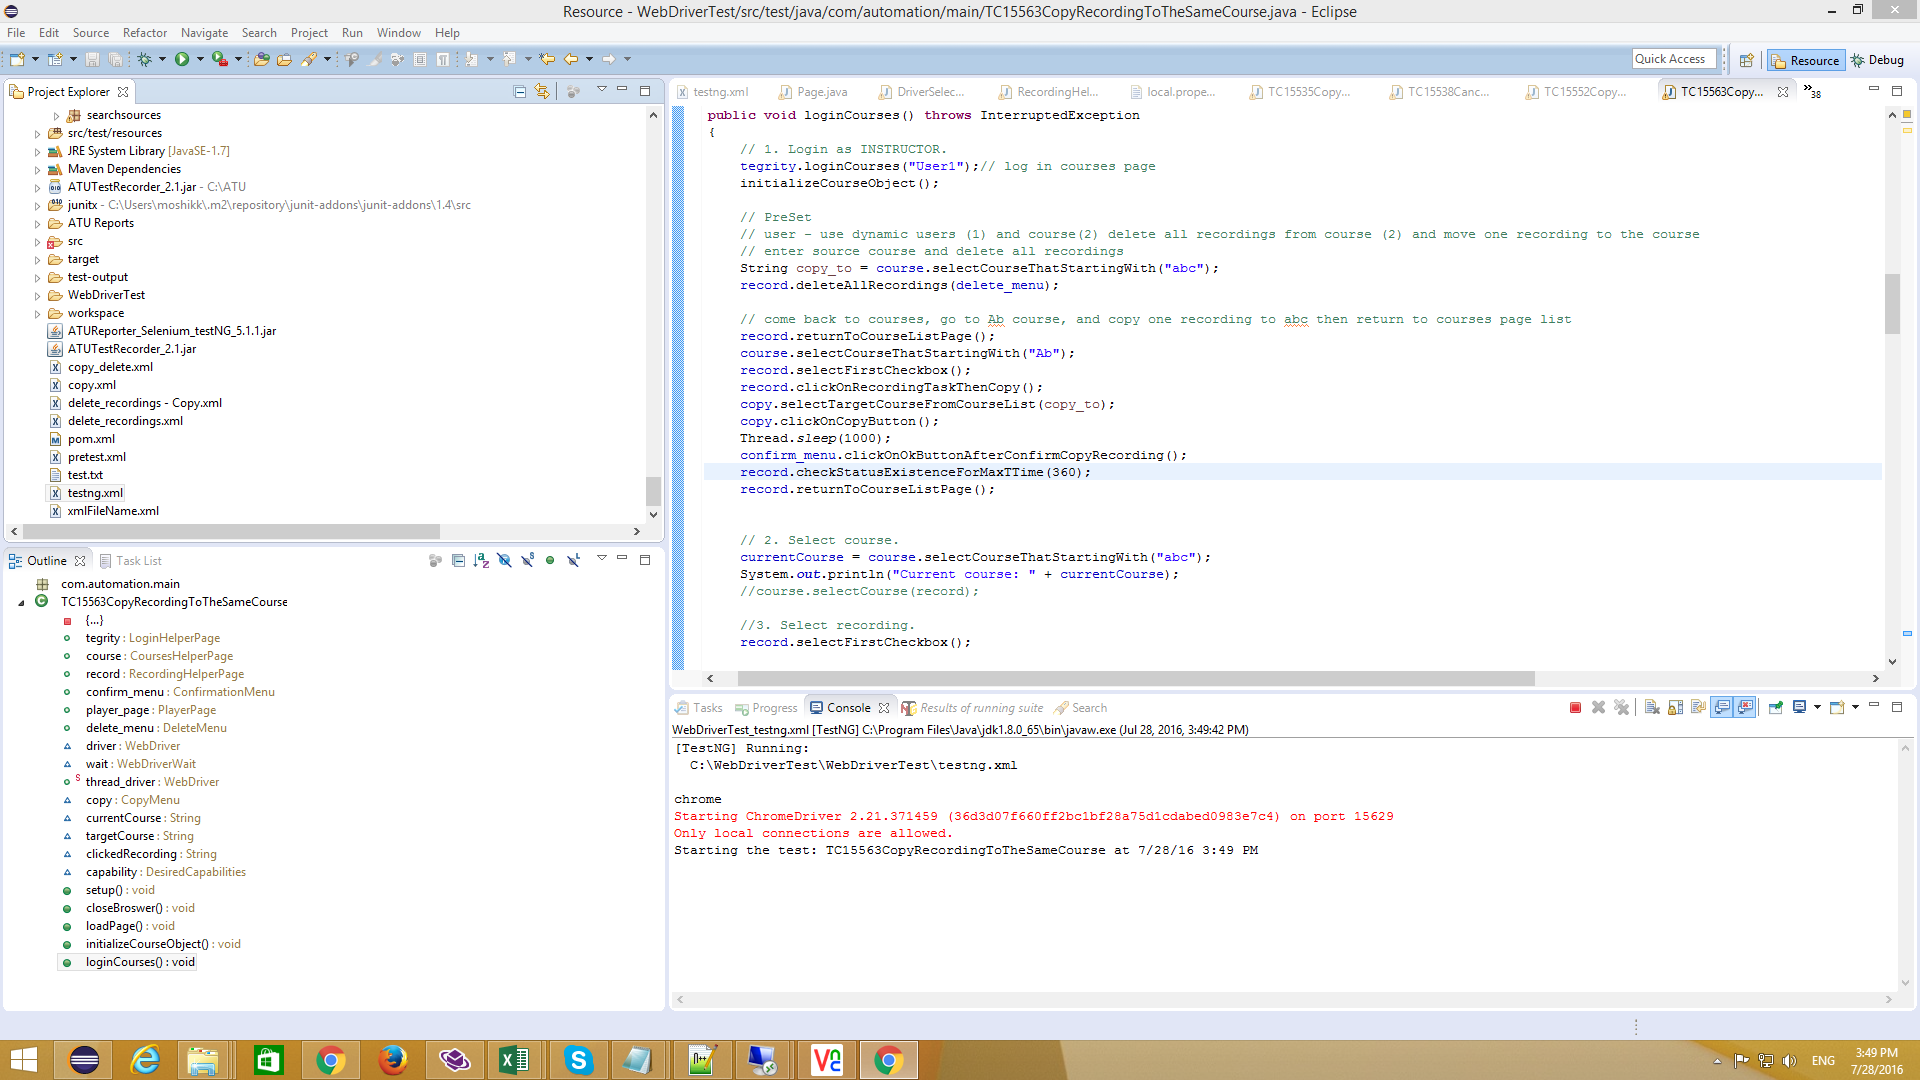 Resource - WebDriverTest/src/test/java/com/automation/main/TC15563CopyRecordingToTheSameCourse.java - Eclipse
File Edit Source Refactor Navigate Search Project Run Window Help
Quick Access
Resource
Debug
Project Explorer
searchsources
src/test/resources
JRE System Library [JavaSE-1.7]
Maven Dependencies
ATUTestRecorder_2.1.jar - C:\ATU
junitx - C:\Users\moshikk\.m2\repository\junit-addons\junit-addons\1.4\src
ATU Reports
src
target
test-output
WebDriverTest
workspace
ATUReporter_Selenium_testNG_5.1.1.jar
ATUTestRecorder_2.1.jar
copy_delete.xml
copy.xml
delete_recordings - Copy.xml
delete_recordings.xml
pom.xml
pretest.xml
test.txt
testng.xml
xmlFileName.xml
Outline
Task List
com.automation.main
TC15563CopyRecordingToTheSameCourse
{...}
tegrity : LoginHelperPage
course : CoursesHelperPage
record : RecordingHelperPage
confirm_menu : ConfirmationMenu
player_page : PlayerPage
delete_menu : DeleteMenu
driver : WebDriver
wait : WebDriverWait
thread_driver : WebDriver
copy : CopyMenu
currentCourse : String
targetCourse : String
clickedRecording : String
capability : DesiredCapabilities
setup() : void
closeBroswer() : void
loadPage() : void
initializeCourseObject() : void
loginCourses() : void
testng.xml
Page.java
DriverSelec...
RecordingHel...
local.prope...
TC15535Copy...
TC15538Canc...
TC15552Copy...
TC15563Copy...
38
public void loginCourses() throws InterruptedException
{
// 1. Login as INSTRUCTOR.
tegrity.loginCourses("User1");// log in courses page
initializeCourseObject();
// PreSet
// user - use dynamic users (1) and course(2) delete all recordings from course (2) and move one recording to the course
// enter source course and delete all recordings
String copy_to = course.selectCourseThatStartingWith("abc");
record.deleteAllRecordings(delete_menu);
// come back to courses, go to Ab course, and copy one recording to abc then return to courses page list
record.returnToCourseListPage();
course.selectCourseThatStartingWith("Ab");
record.selectFirstCheckbox();
record.clickOnRecordingTaskThenCopy();
copy.selectTargetCourseFromCourseList(copy_to);
copy.clickOnCopyButton();
Thread.sleep(1000);
confirm_menu.clickOnOkButtonAfterConfirmCopyRecording();
record.checkStatusExistenceForMaxTTime(360);
record.returnToCourseListPage();
// 2. Select course.
currentCourse = course.selectCourseThatStartingWith("abc");
System.out.println("Current course: " + currentCourse);
//course.selectCourse(record);
//3. Select recording.
record.selectFirstCheckbox();
Tasks
Progress
Console
Results of running suite
Search
WebDriverTest_testng.xml [TestNG] C:\Program Files\Java\jdk1.8.0_65\bin\javaw.exe (Jul 28, 2016, 3:49:42 PM)
[TestNG] Running:
C:\WebDriverTest\WebDriverTest\testng.xml
chrome
Starting ChromeDriver 2.21.371459 (36d3d07f660ff2bc1bf28a75d1cdabed0983e7c4) on port 15629
Only local connections are allowed.
Starting the test: TC15563CopyRecordingToTheSameCourse at 7/28/16 3:49 PM
ENG
3:49 PM
7/28/2016